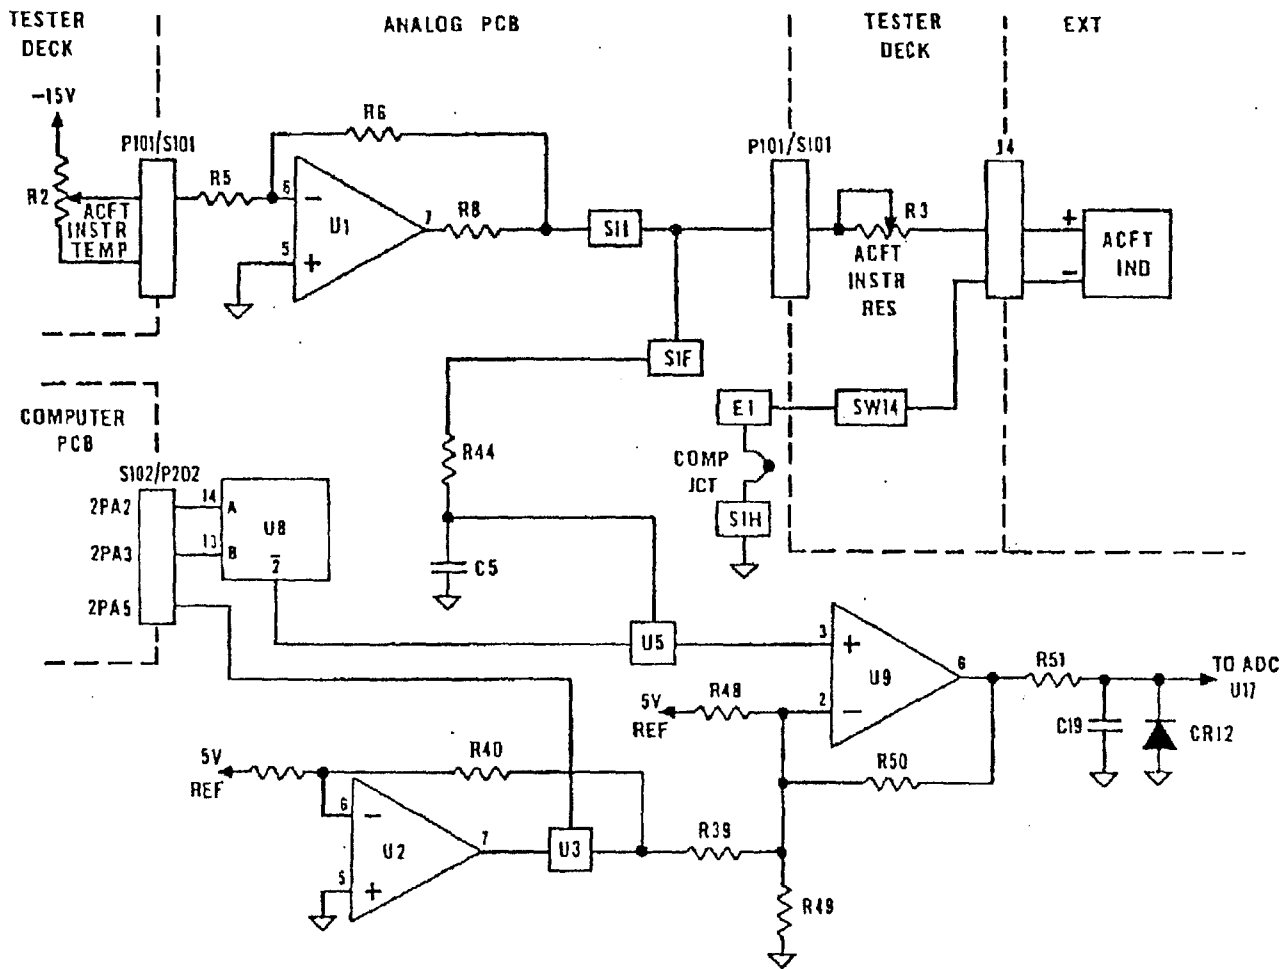 TESTER
DECK
ANALOG PCB
TESTER
DECK
EXT
-15V
P101/S101
R6
P101/S101
J4
R2
ACFT
INSTR
TEMP
R5
6
-
U1
5
+
7
R8
S1I
R3
ACFT
INSTR
RES
+
-
ACFT
IND
S1F
E1
SW14
COMPUTER
PCB
R44
COMP
JCT
S1H
S102/P202
2PA2
14
A
U8
2PA3
13
B
2
2PA5
C5
U5
3
+
U9
6
2
-
R51
TO ADC
U17
5V
REF
R48
C19
CR12
R50
5V
REF
R40
6
-
U2
5
+
7
U3
R39
R49